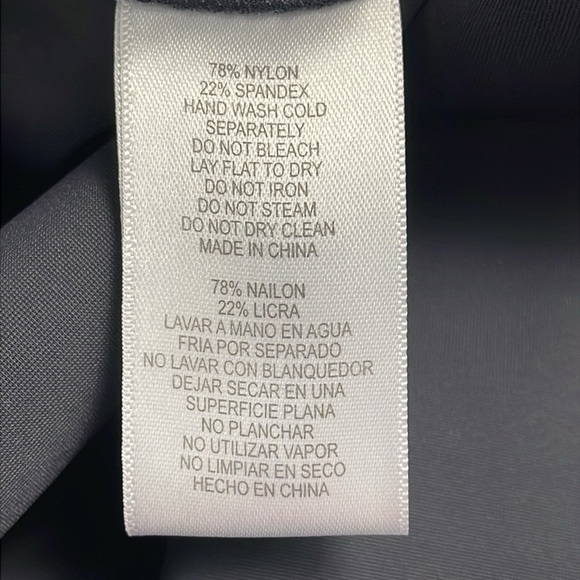 78% NYLON
22% SPANDEX
HAND WASH COLD
SEPARATELY
DO NOT BLEACH
LAY FLAT TO DRY
DO NOT IRON
DO NOT STEAM
DO NOT DRY CLEAN
MADE IN CHINA
78% NAILON
22% LICRA
LAVAR A MANO EN AGUA
FRIA POR SEPARADO
NO LAVAR CON BLANQUEDOR
DEJAR SECAR EN UNA
SUPERFICIE PLANA
NO PLANCHAR
NO UTILIZAR VAPOR
NO LIMPIAR EN SECO
HECHO EN CHINA